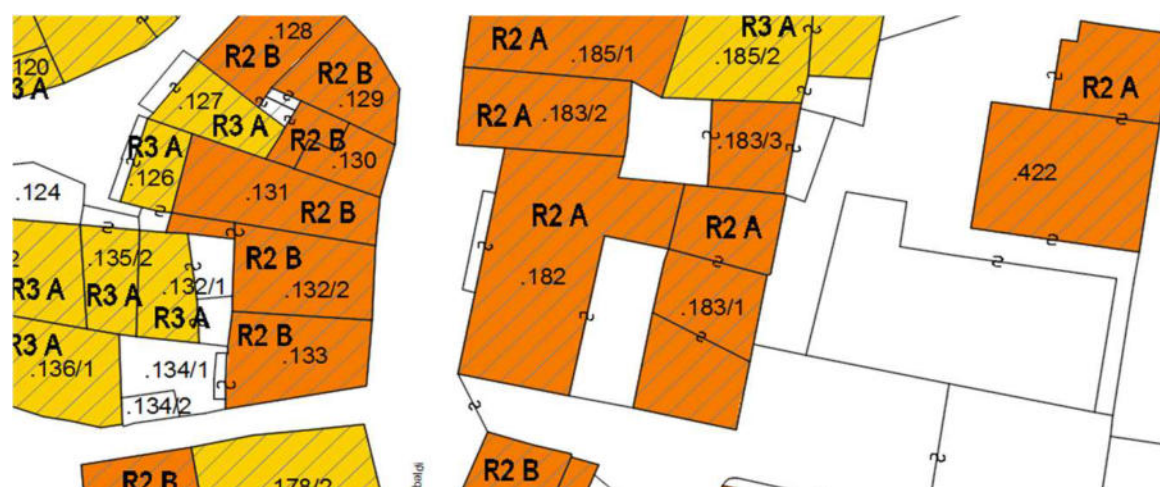 .128
R2 B
R2 B
.129
.120
3 A
.127
R3 A
R2 B
.130
R3 A
.126
.131
R2 B
.124
.135/2
R3 A
R3 A
R2 B
.132/1
.132/2
R3 A
R2 B
.133
R3 A
.136/1
.134/1
.134/2
R2 B
.178/2
R2 A
.185/1
R3 A
.185/2
R2 A
.183/2
.183/3
R2 A
.422
R2 A
R2 A
.182
.183/1
R2 B